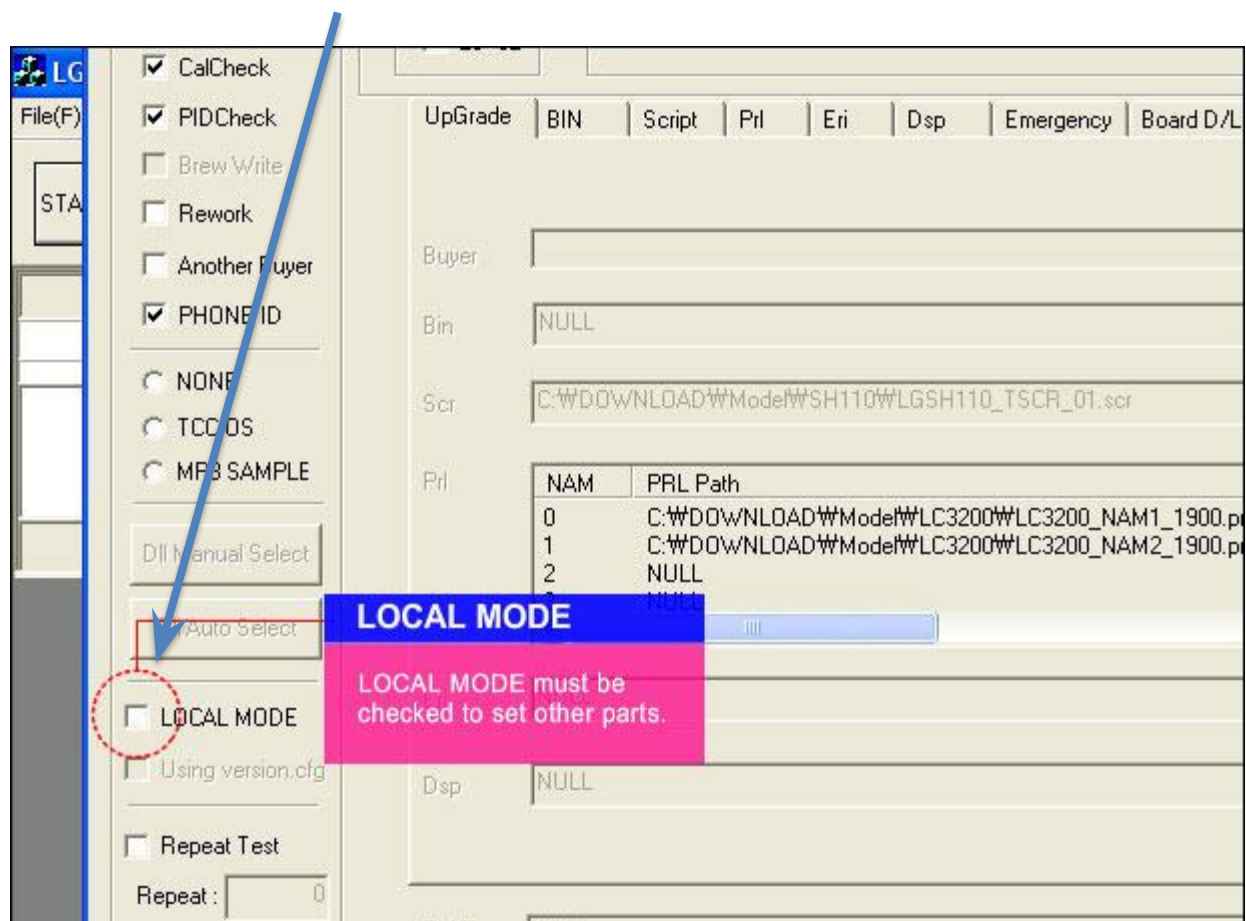 LG
File(F)
STA
CalCheck
PIDCheck
Brew Write
Rework
Another Buyer
PHONE ID
NONE
TCC OS
MP3 SAMPLE
Dll Manual Select
Auto Select
LOCAL MODE
Using version.cfg
Repeat Test
Repeat : 0
UpGrade BIN Script Prl Eri Dsp Emergency Board D/L
Buyer
Bin NULL
Scr C:₩DOWNLOAD₩Model₩SH110₩LGSH110_TSCR_01.scr
Prl NAM PRL Path
0 C:₩DOWNLOAD₩Model₩LC3200₩LC3200_NAM1_1900.pr
1 C:₩DOWNLOAD₩Model₩LC3200₩LC3200_NAM2_1900.pr
2 NULL
NULL
LOCAL MODE
LOCAL MODE must be
checked to set other parts.
Dsp NULL